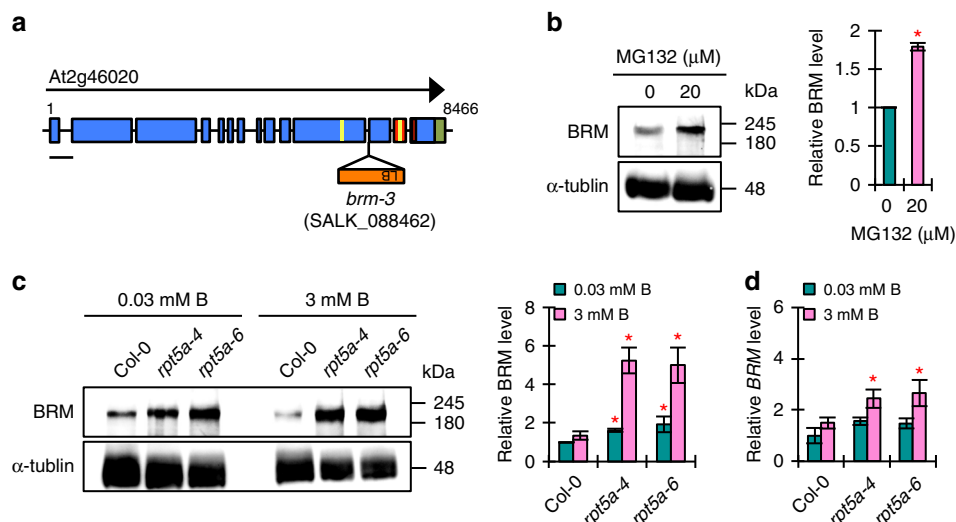 a
At2g46020
1
8466
LB
brm-3
(SALK_088462)
b
MG132 (μM)
0 20 kDa
BRM
245
180
α-tublin
48
Relative BRM level
2
1.5
1
0.5
0
*
0 20
MG132 (μM)
c
0.03 mM B 3 mM B
Col-0 rpt5a-4 rpt5a-6 Col-0 rpt5a-4 rpt5a-6
kDa
BRM
245
180
α-tublin
48
0.03 mM B
3 mM B
Relative BRM level
8
6
4
2
0
* * * *
Col-0 rpt5a-4 rpt5a-6
d
0.03 mM B
3 mM B
Relative BRM level
6
4
2
0
* *
Col-0 rpt5a-4 rpt5a-6